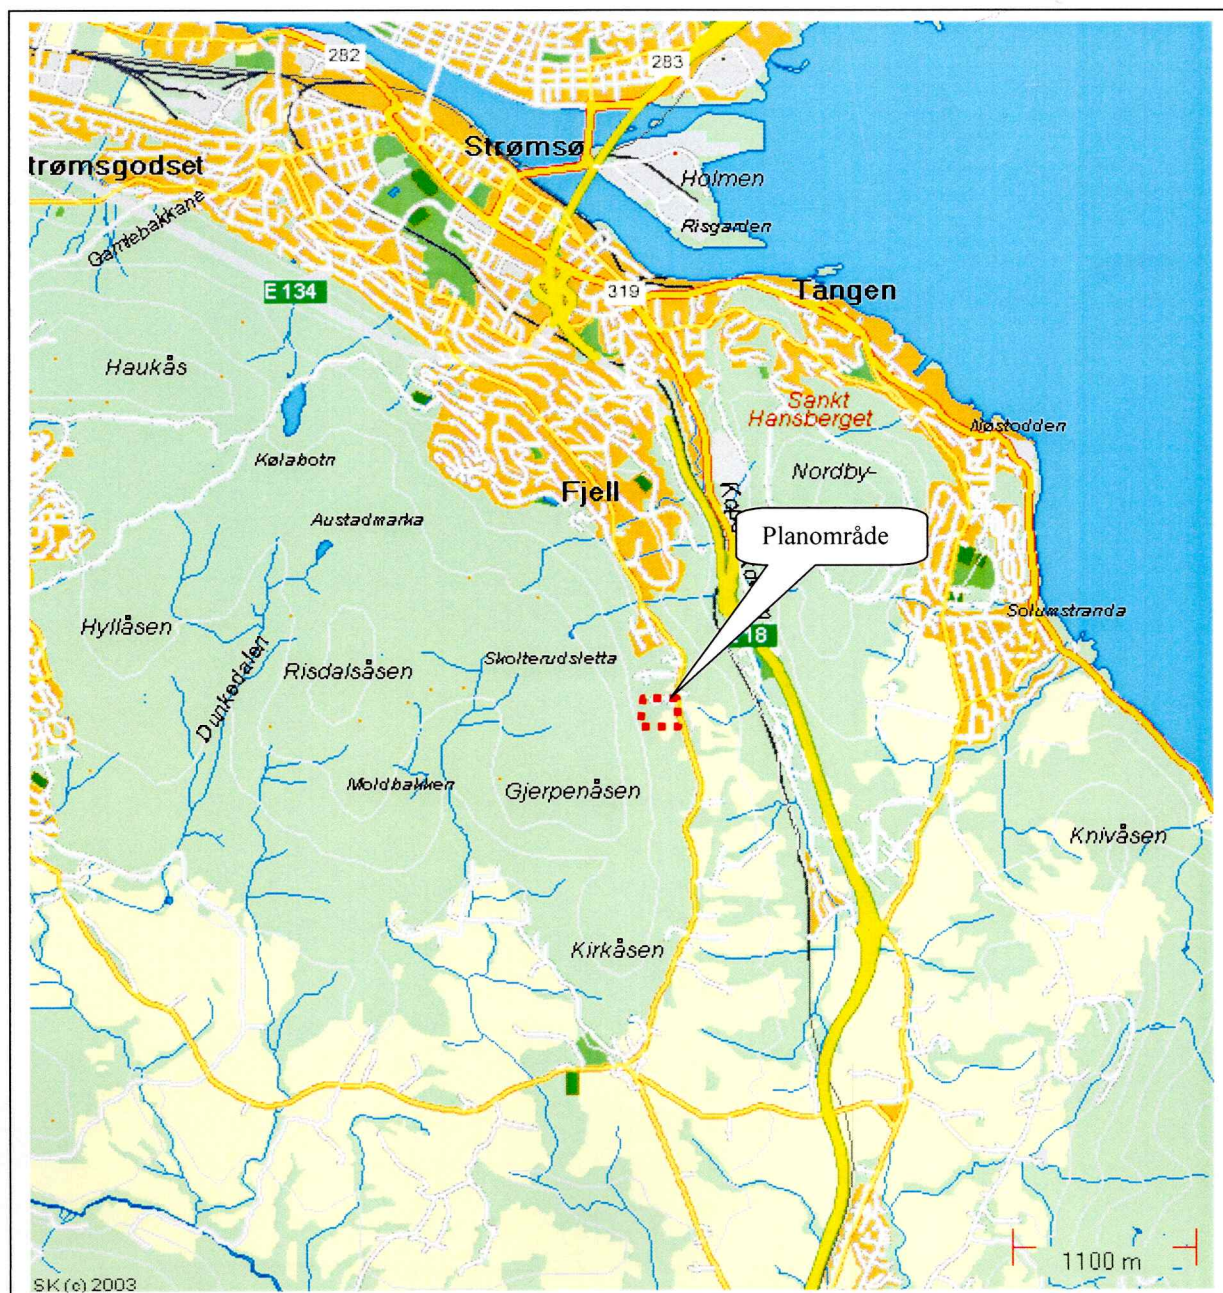 282
283
Strømsø
trømsgodset
Holmen
Gamlebakkane
Risgarden
E 134
319
Tangen
Haukås
Sankt
Hansberget
Nøstodden
Kølabotn
Nordby-
Fjell
Austadmarka
Planområde
Hyllåsen
Solumstranda
18
Skolterudsletta
Risdalsåsen
Dunkedalen
Moldbakken
Gjerpenåsen
Knivåsen
Kirkåsen
1100 m
SK (c) 2003